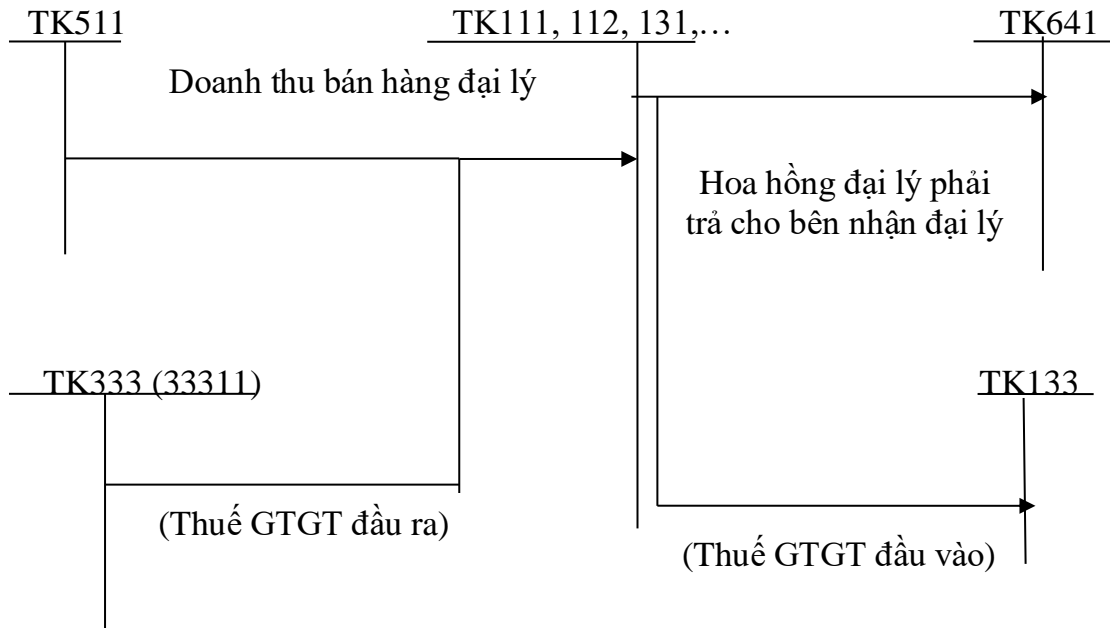 TK511
TK111, 112, 131,…
TK641
Doanh thu bán hàng đại lý
Hoa hồng đại lý phải
trả cho bên nhận đại lý
TK333 (33311)
TK133
(Thuế GTGT đầu ra)
(Thuế GTGT đầu vào)